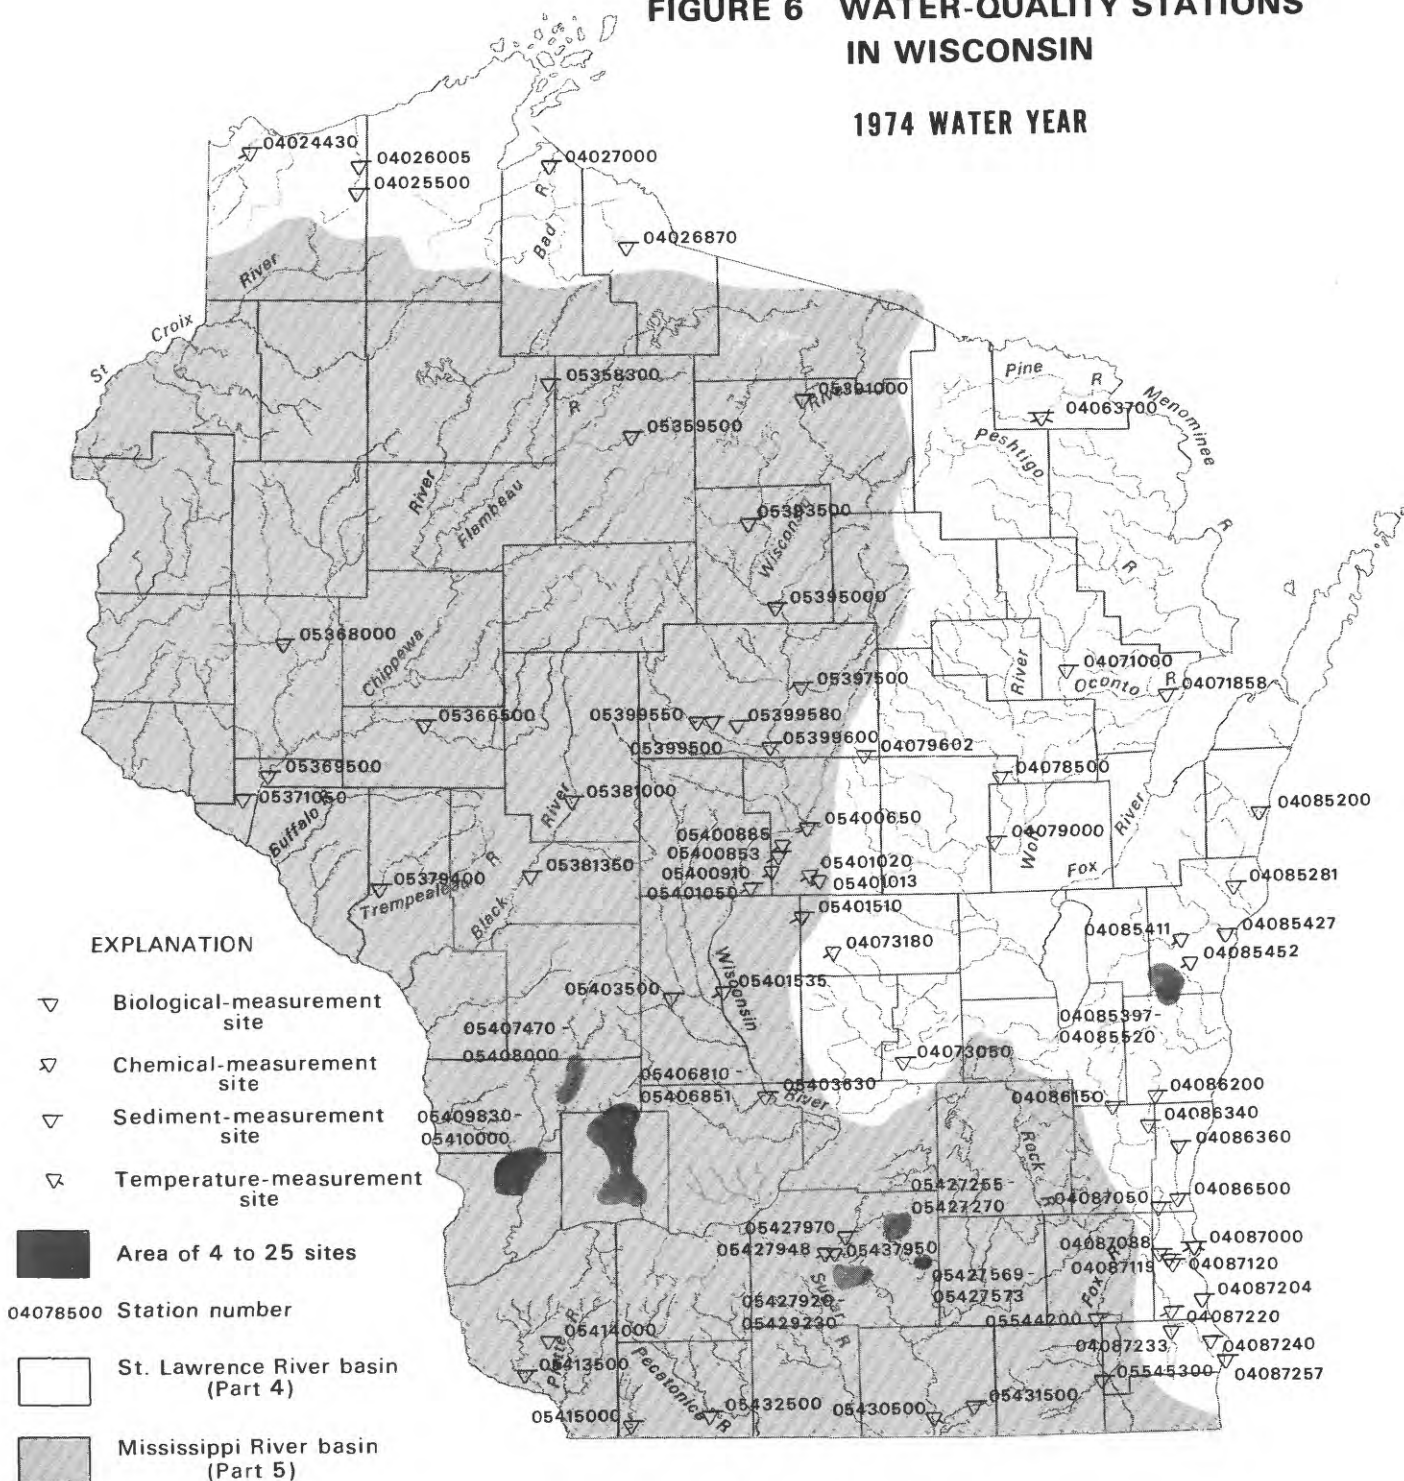 FIGURE 6 WATER-QUALITY STATIONS
IN WISCONSIN
1974 WATER YEAR
04024430
04026005
04025500
04027000
04026870
Bad
R
River
Croix
St
05358300
R
05391000
River
05359500
Pine
R
04063700
Menominee
R
Peshtigo
R
River
Flambeau
05393500
Wisconsin
05395000
05368000
Chippewa
05397500
River
04071000
Oconto
R
04071858
05366500
05399550
05399580
05399500
05399600
04079602
04078500
05369500
05371050
Buffalo R
05381000
River
05400650
04079000
Wolf
River
04085200
05400885
05400853
05400910
05401050
05401020
05401013
Fox
04085281
05381350
R
Black
05379400
Trempealeau
05401510
04073180
04085411
04085427
04085452
05403500
05401535
Wisconsin
05407470-
05408000
04085397-
04085520
04073050
05406810-
05406851
05403630
River
04086150
04086200
04086340
04086360
05409830-
05410000
Rock
R
05427255-
05427270
04087050
04086500
05427970
05427948
05437950
04087088
04087000
04087119
04087120
Fox R
05427569-
05427573
04087204
05427920-
05429230
Sugar R
05544200
04087220
04087233
04087240
04087257
05414000
Platte R
05413500
Pecatonica
R
05545300
05415000
05432500
05430500
05431500
EXPLANATION
Biological-measurement
site
Chemical-measurement
site
Sediment-measurement
site
Temperature-measurement
site
Area of 4 to 25 sites
04078500 Station number
St. Lawrence River basin
(Part 4)
Mississippi River basin
(Part 5)